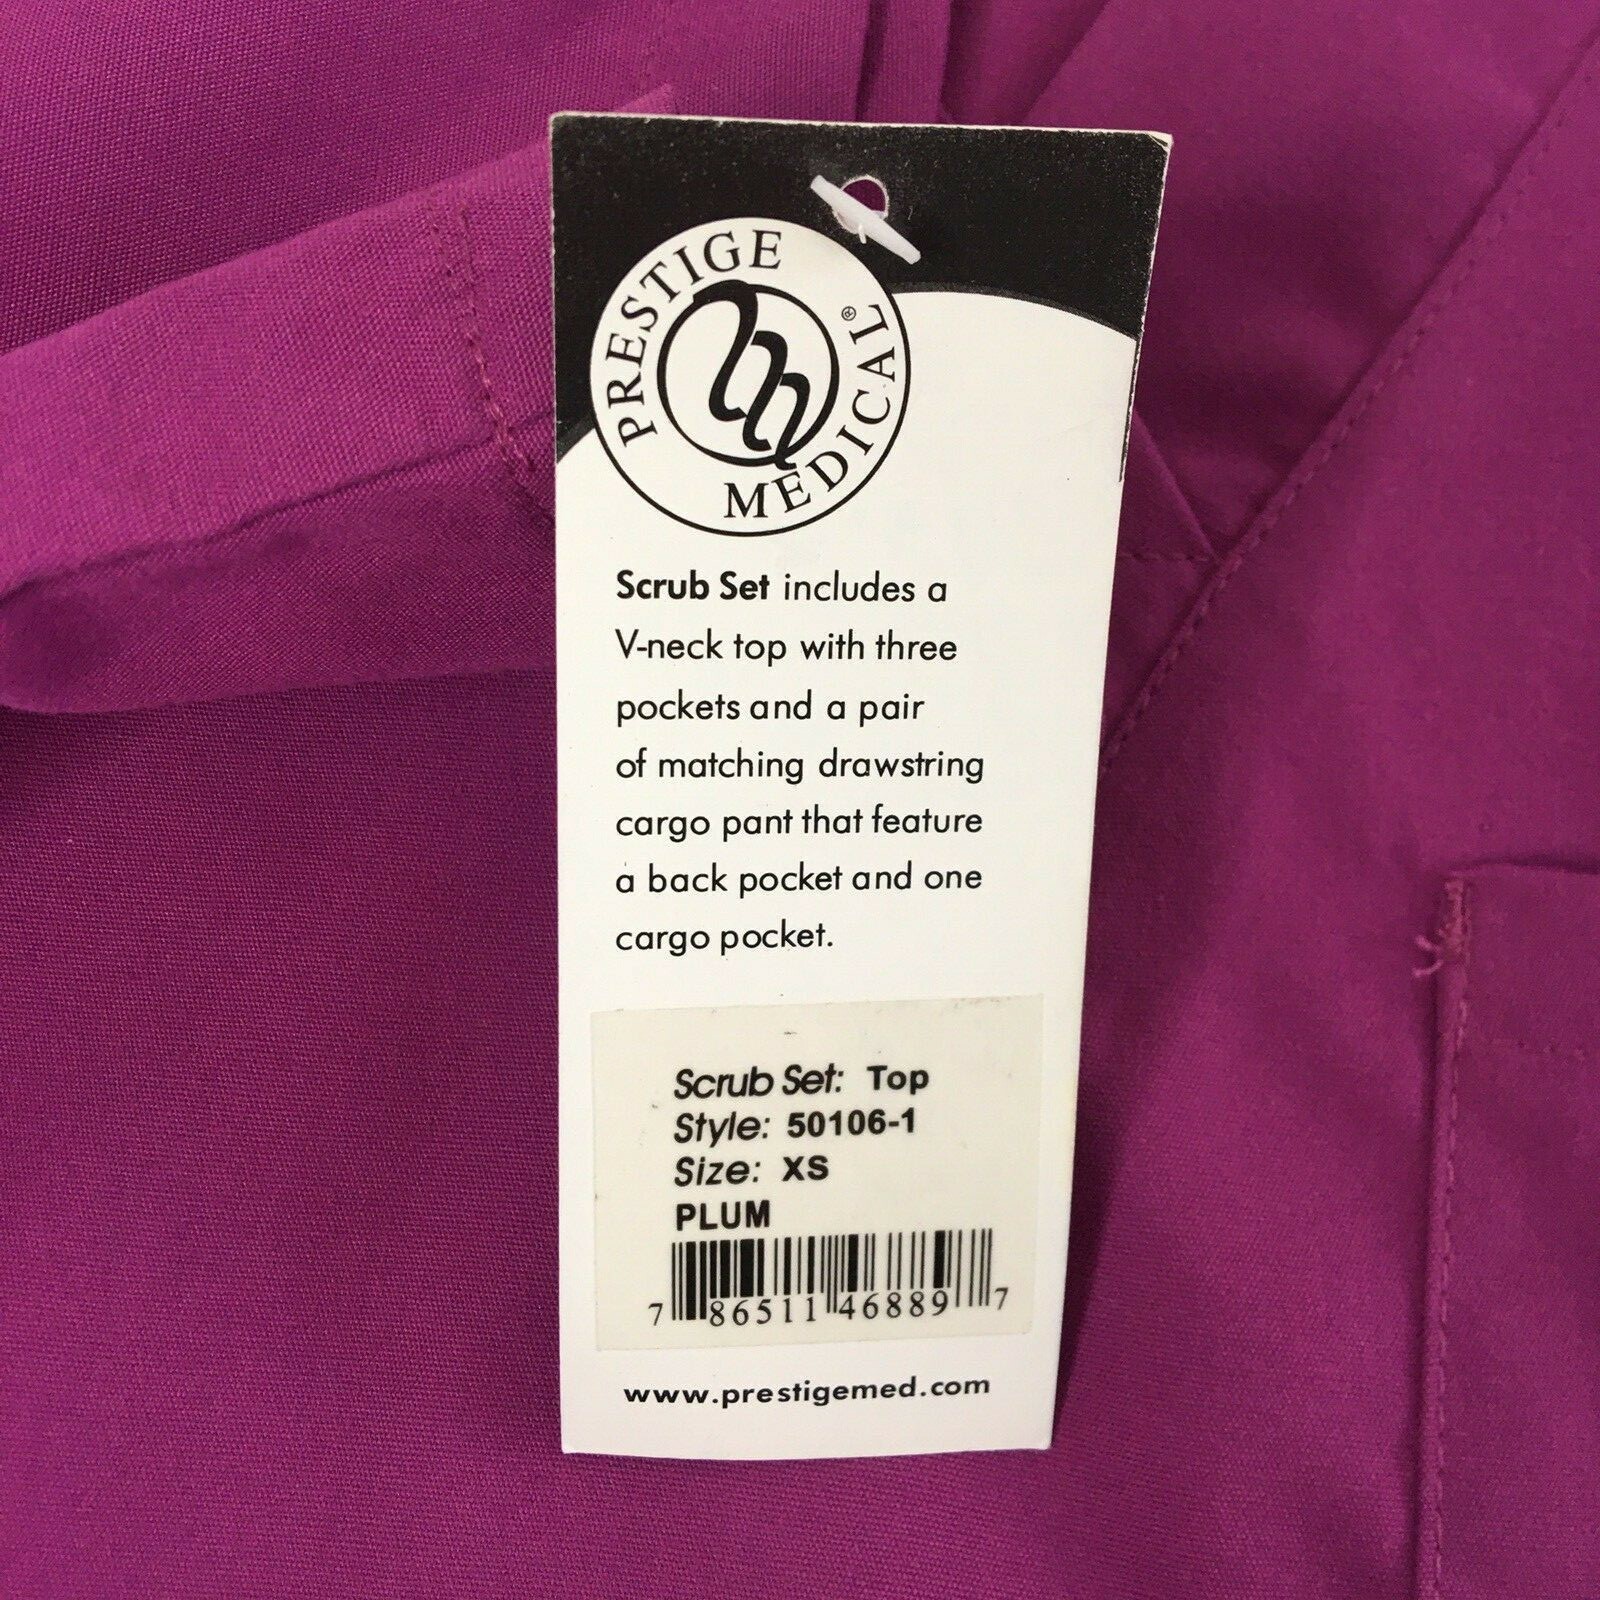 PRESTIGE
MEDICAL®
Scrub Set includes a
V-neck top with three
pockets and a pair
of matching drawstring
cargo pant that feature
a back pocket and one
cargo pocket.
Scrub Set: Top
Style: 50106-1
Size: XS
PLUM
7 86511 46889 7
www.prestigemed.com